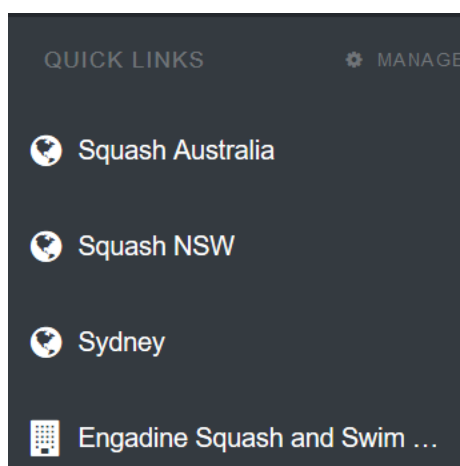 QUICK LINKS MANAGE
Squash Australia
Squash NSW
Sydney
Engadine Squash and Swim ...